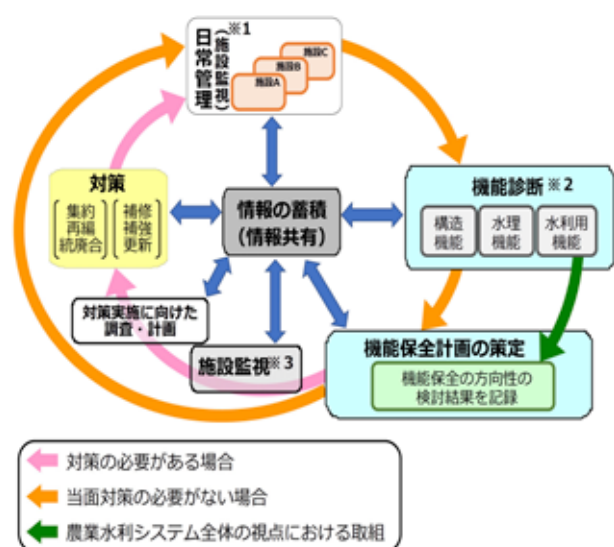 日常管理
(施設監視)
※1
施設A
施設B
施設C
対策
集約
再編
統廃合
補修
補強
更新
情報の蓄積
(情報共有)
機能診断※2
構造
機能
水理
機能
水利用
機能
対策実施に向けた
調査・計画
施設監視※3
機能保全計画の策定
機能保全の方向性の
検討結果を記録
対策の必要がある場合
当面対策の必要がない場合
農業水利システム全体の視点における取組